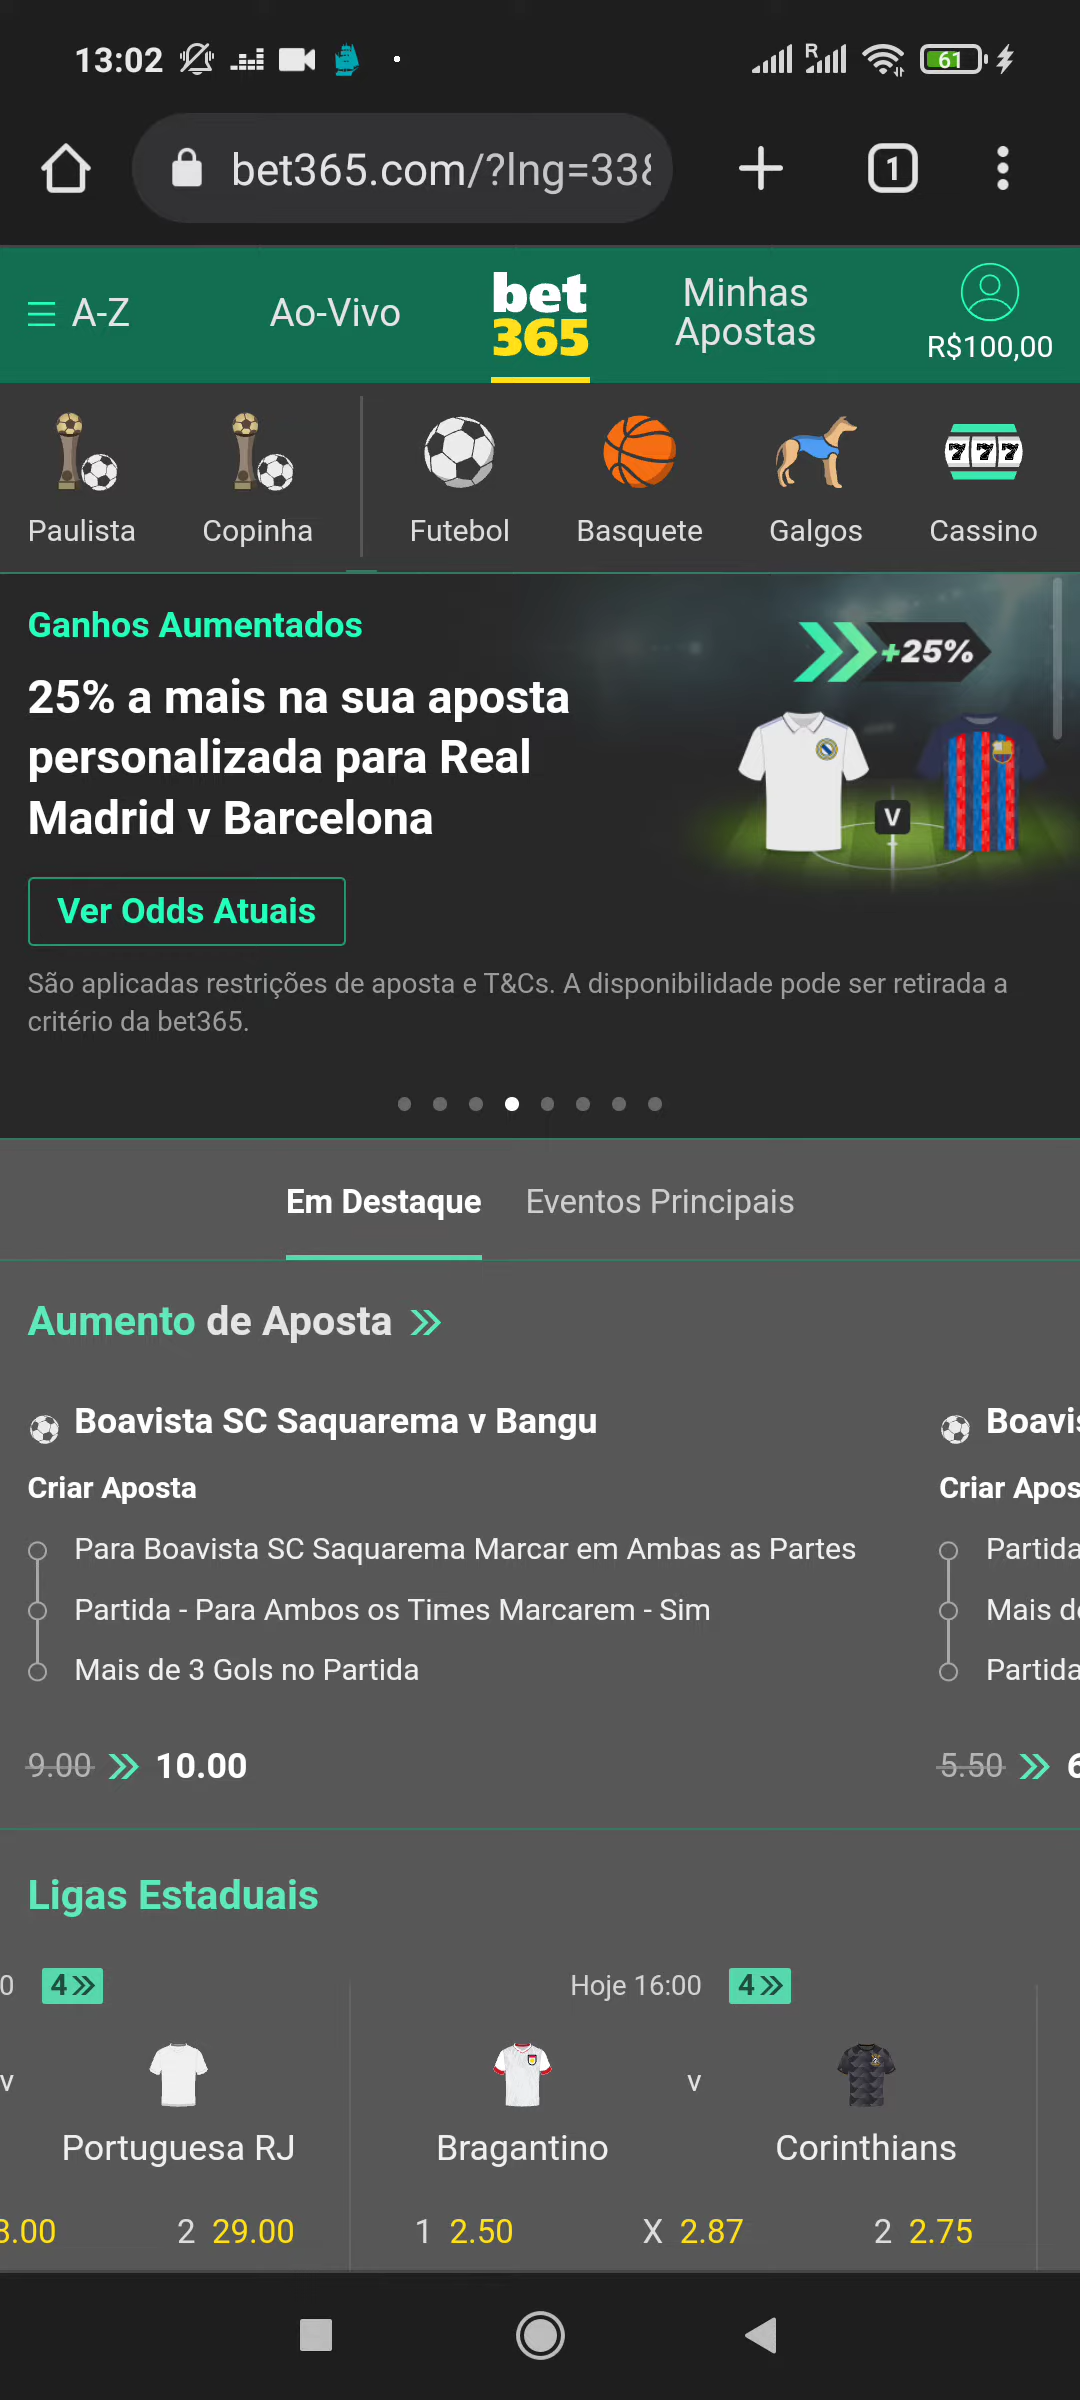 13:02
R
61
bet365.com/?lng=33
1
A-Z
Ao-Vivo
bet
365
Minhas
Apostas
R$100,00
Paulista
Copinha
Futebol
Basquete
Galgos
777
Cassino
Ganhos Aumentados
+25%
25% a mais na sua aposta
personalizada para Real
Madrid v Barcelona
V
Ver Odds Atuais
São aplicadas restrições de aposta e T&Cs. A disponibilidade pode ser retirada a
critério da bet365.
Em Destaque Eventos Principais
Aumento de Aposta
Boavista SC Saquarema v Bangu
Criar Aposta
Para Boavista SC Saquarema Marcar em Ambas as Partes
Partida - Para Ambos os Times Marcarem - Sim
Mais de 3 Gols no Partida
9.00 10.00
Boavis
Criar Apos
Partida
Mais d
Partida
5.50 6
Ligas Estaduais
0 4
v
Portuguesa RJ
.00 2 29.00
Hoje 16:00 4
v
Bragantino Corinthians
1 2.50 X 2.87 2 2.75